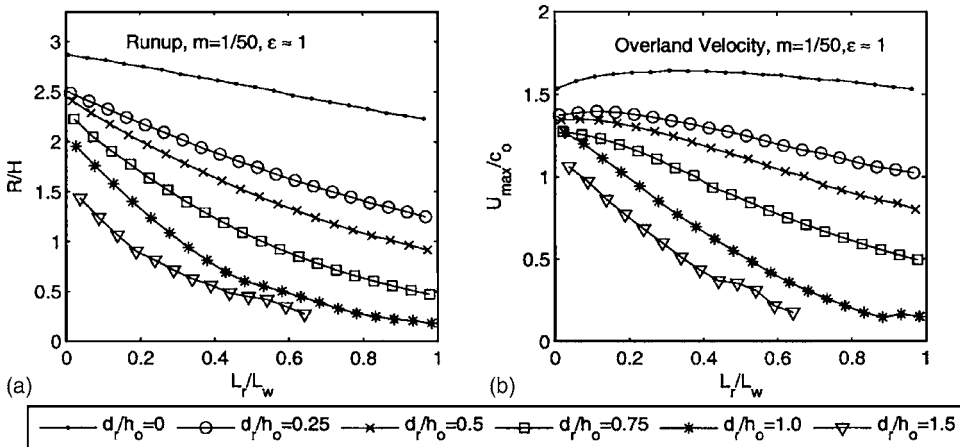 Runup, m=1/50, ε ≈ 1
3
2.5
2
1.5
1
0.5
0
R/H
0 0.2 0.4 0.6 0.8 1
L_r/L_w
(a)
Overland Velocity, m=1/50, ε ≈ 1
2
1.5
1
0.5
0
U_max/c_o
0 0.2 0.4 0.6 0.8 1
L_r/L_w
(b)
d_r/h_o=0 d_r/h_o=0.25 d_r/h_o=0.5 d_r/h_o=0.75 d_r/h_o=1.0 d_r/h_o=1.5